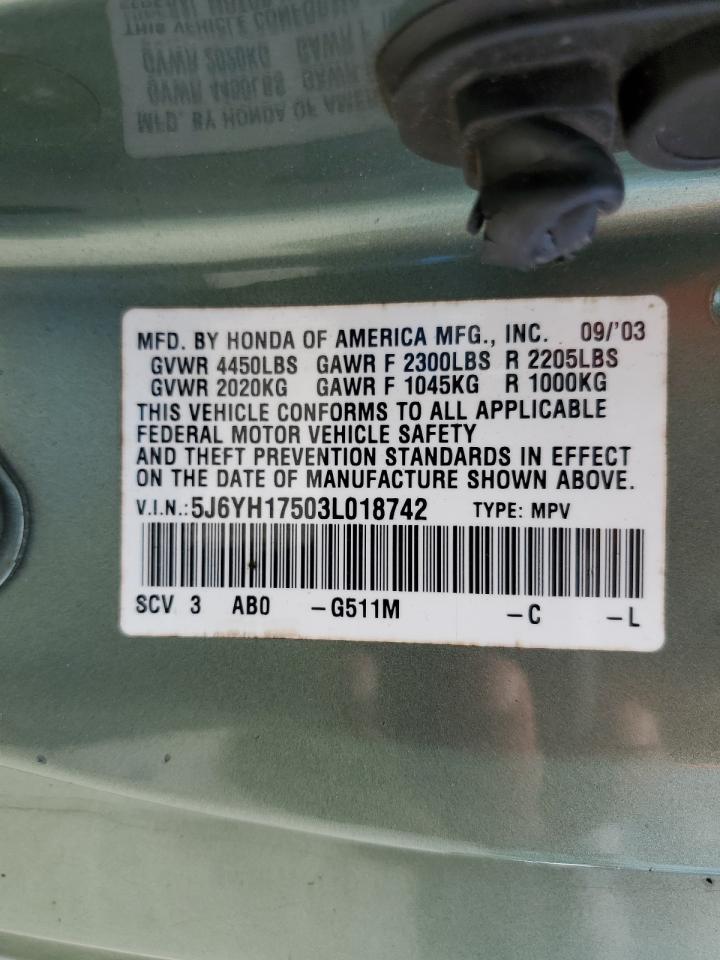 MFD. BY HONDA OF AMERICA MFG., INC. 09/'03
GVWR 4450LBS GAWR F 2300LBS R 2205LBS
GVWR 2020KG GAWR F 1045KG R 1000KG
THIS VEHICLE CONFORMS TO ALL APPLICABLE
FEDERAL MOTOR VEHICLE SAFETY
AND THEFT PREVENTION STANDARDS IN EFFECT
ON THE DATE OF MANUFACTURE SHOWN ABOVE.
V.I.N.:5J6YH17503L018742 TYPE: MPV
SCV 3 AB0 -G511M -C -L